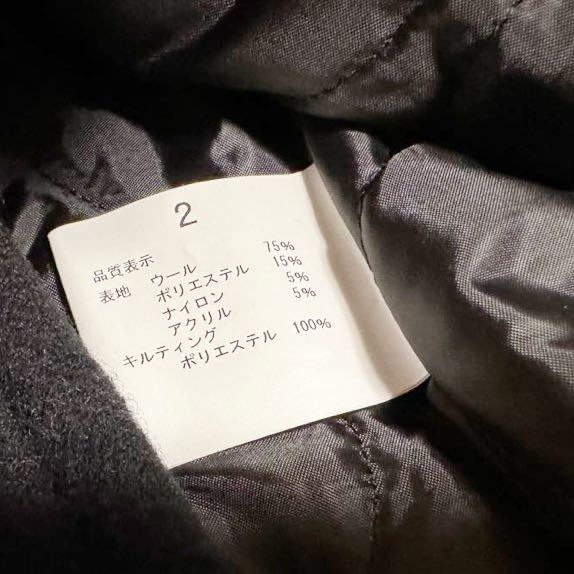 2
品質表示
表地 ウール 75%
ポリエステル 15%
ナイロン 5%
アクリル 5%
キルティング
ポリエステル 100%